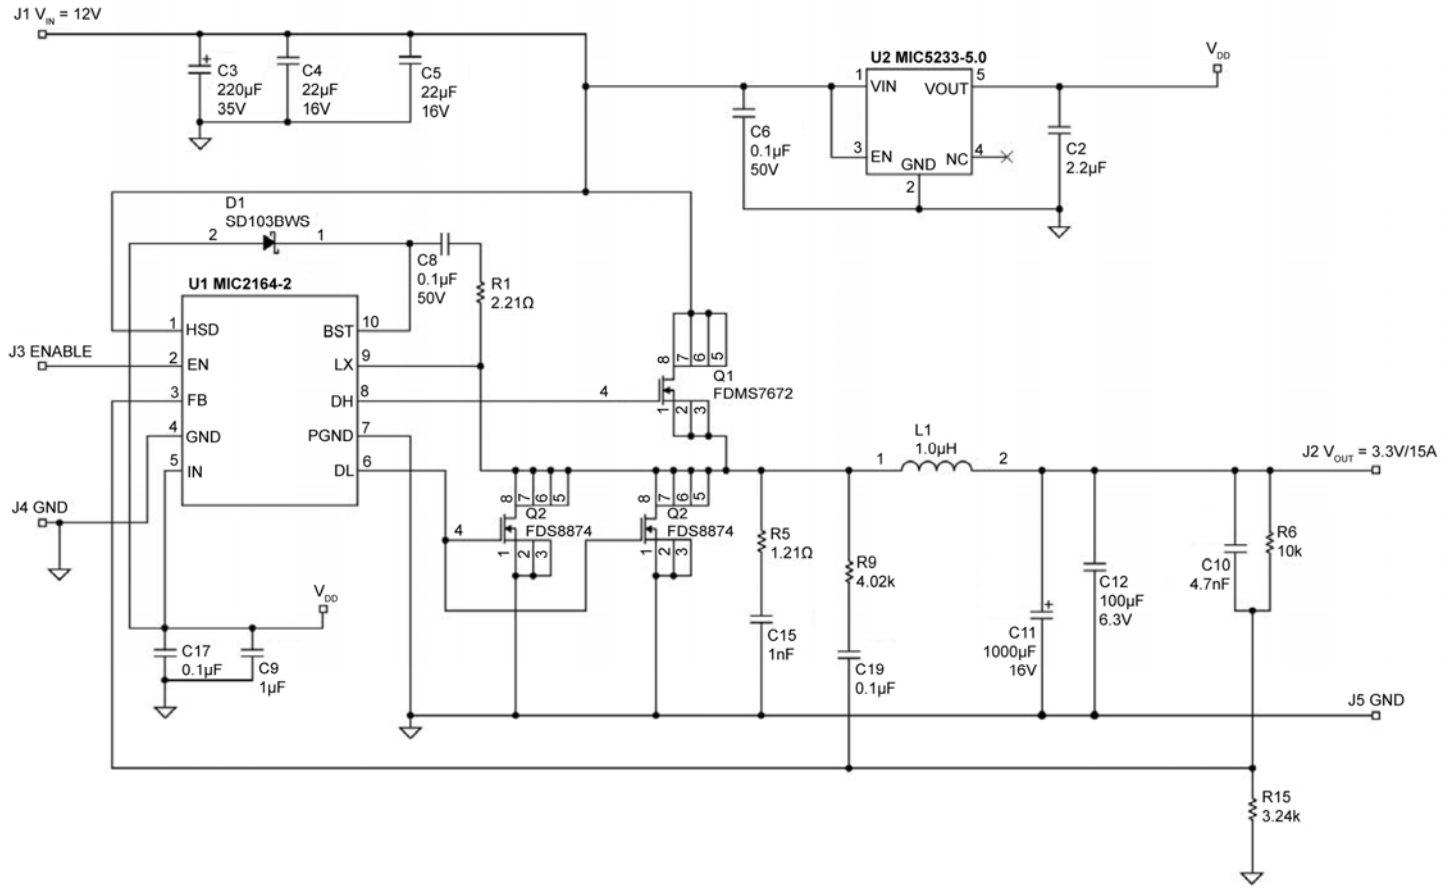 J1 VIN = 12V
C3
220µF
35V
C4
22µF
16V
C5
22µF
16V
U2 MIC5233-5.0
1
VIN
VOUT
5
3
EN
GND
NC
4
2
VDD
C6
0.1µF
50V
C2
2.2µF
D1
SD103BWS
2
1
C8
0.1µF
50V
R1
2.21Ω
U1 MIC2164-2
1
HSD
BST
10
J3 ENABLE
2
EN
LX
9
3
FB
DH
8
4
GND
PGND
7
5
IN
DL
6
J4 GND
4
8
7
6
5
Q1
FDMS7672
1
2
3
L1
1.0µH
1
2
J2 VOUT = 3.3V/15A
8
7
6
5
Q2
FDS8874
4
1
2
3
8
7
6
5
Q2
FDS8874
1
2
3
R5
1.21Ω
R9
4.02k
C15
1nF
C19
0.1µF
C11
1000µF
16V
C12
100µF
6.3V
C10
4.7nF
R6
10k
VDD
C17
0.1µF
C9
1µF
J5 GND
R15
3.24k